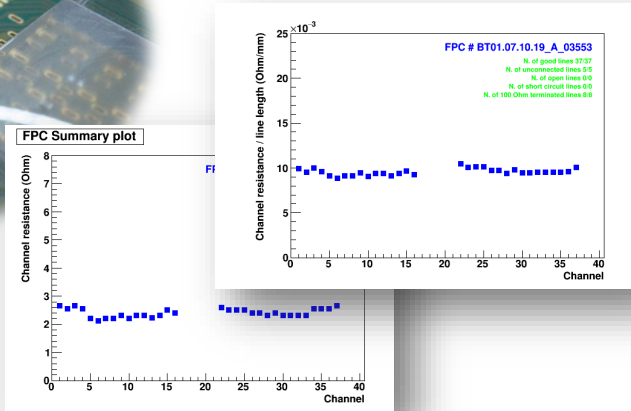 ×10⁻³
25
20
15
10
5
0
0 5 10 15 20 25 30 35 40
Channel
Channel resistance / line length (Ohm/mm)
FPC # BT01.07.10.19_A_03553
N. of good lines 37/37
N. of unconnected lines 5/5
N. of open lines 0/0
N. of short circuit lines 0/0
N. of 100 Ohm terminated lines 8/8
FPC Summary plot
8
7
6
5
4
3
2
1
0
0 5 10 15 20 25 30 35 40
Channel
Channel resistance (Ohm)